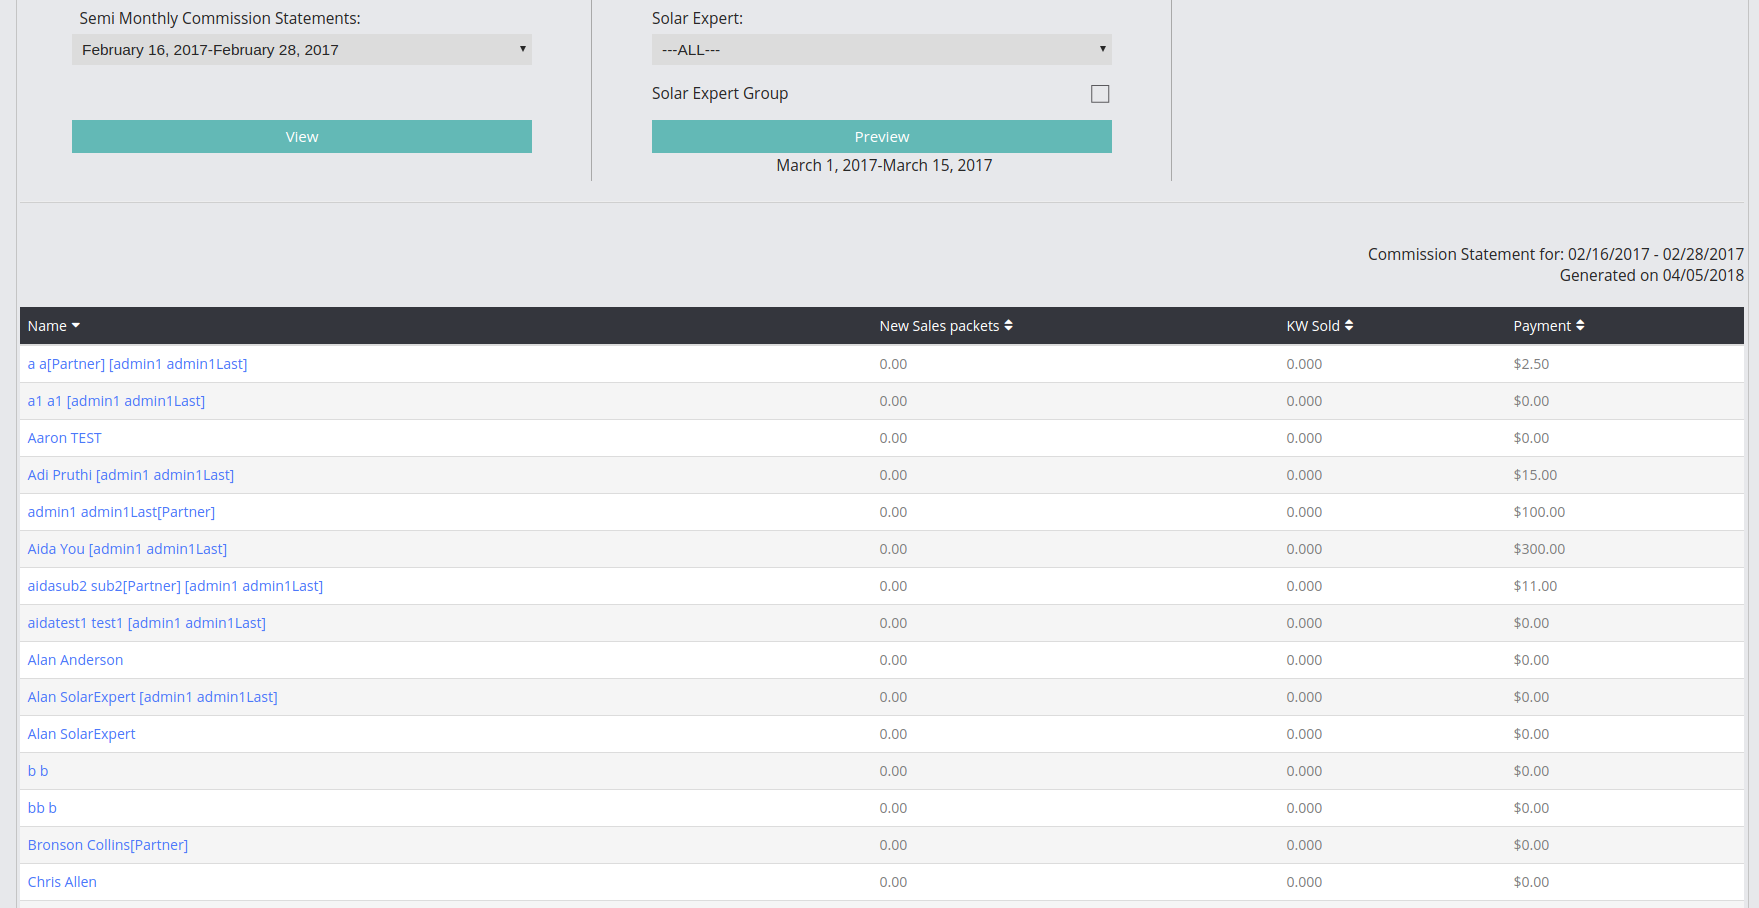 Semi Monthly Commission Statements:
February 16, 2017-February 28, 2017
View
Solar Expert:
---ALL---
Solar Expert Group
Preview
March 1, 2017-March 15, 2017
Commission Statement for: 02/16/2017 - 02/28/2017
Generated on 04/05/2018
Name New Sales packets KW Sold Payment
a a[Partner] [admin1 admin1Last] 0.00 0.000 $2.50
a1 a1 [admin1 admin1Last] 0.00 0.000 $0.00
Aaron TEST 0.00 0.000 $0.00
Adi Pruthi [admin1 admin1Last] 0.00 0.000 $15.00
admin1 admin1Last[Partner] 0.00 0.000 $100.00
Aida You [admin1 admin1Last] 0.00 0.000 $300.00
aidasub2 sub2[Partner] [admin1 admin1Last] 0.00 0.000 $11.00
aidatest1 test1 [admin1 admin1Last] 0.00 0.000 $0.00
Alan Anderson 0.00 0.000 $0.00
Alan SolarExpert [admin1 admin1Last] 0.00 0.000 $0.00
Alan SolarExpert 0.00 0.000 $0.00
b b 0.00 0.000 $0.00
bb b 0.00 0.000 $0.00
Bronson Collins[Partner] 0.00 0.000 $0.00
Chris Allen 0.00 0.000 $0.00